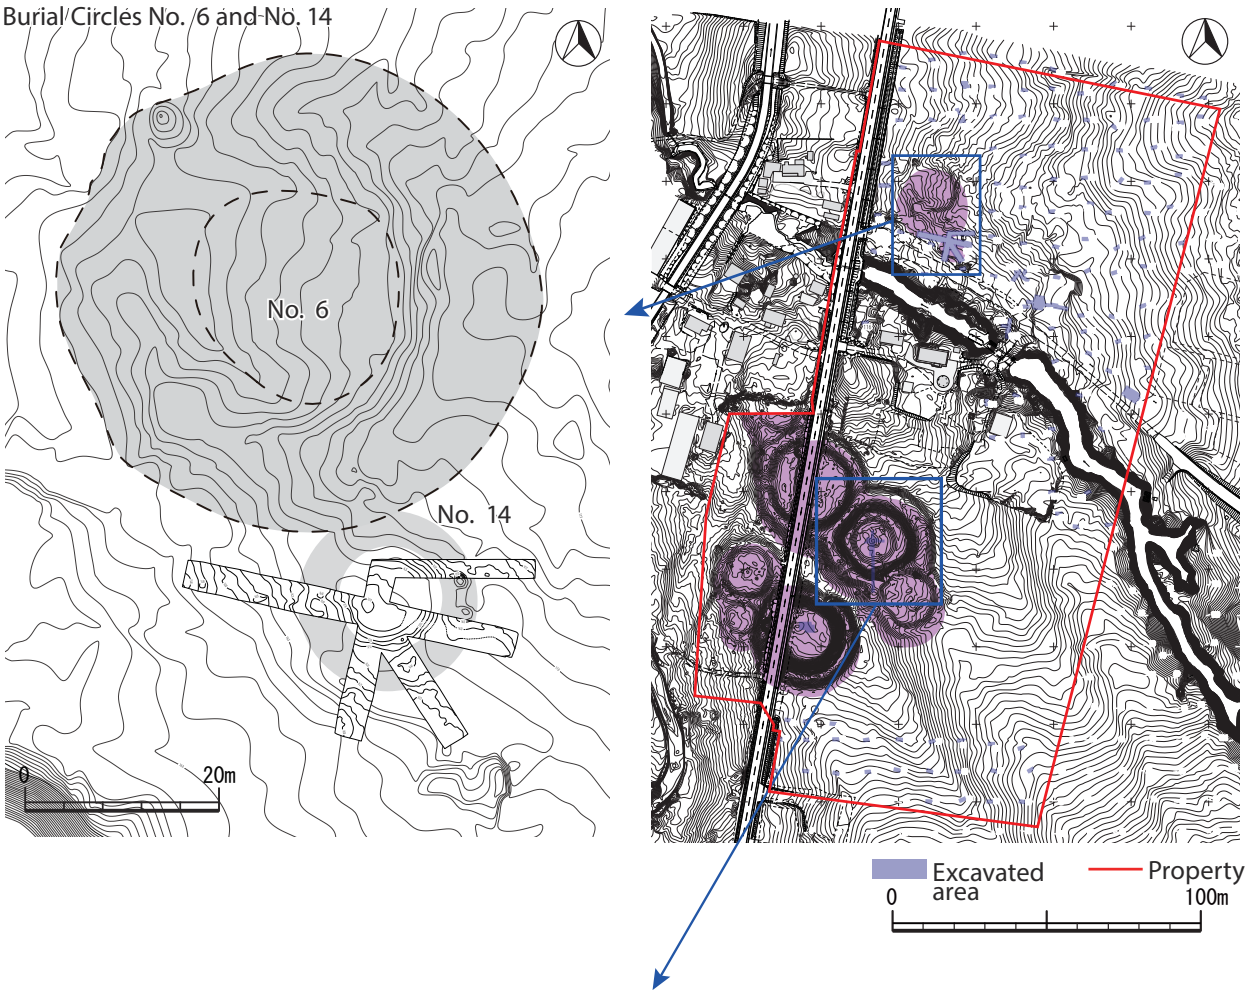 Burial Circles No. 6 and No. 14
No. 6
No. 14
0 20m
Excavated
area
Property
0 100m